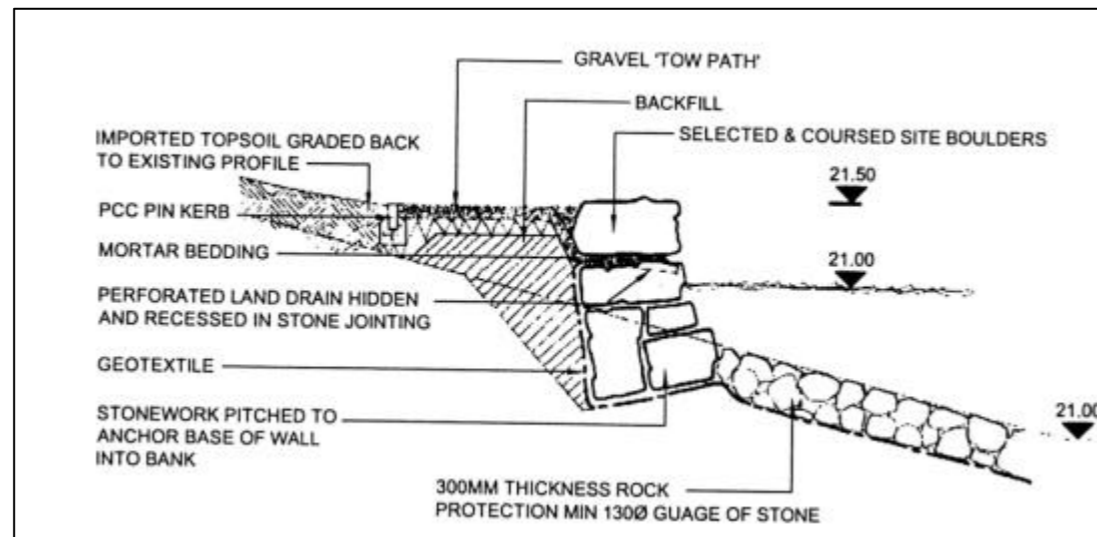 GRAVEL 'TOW PATH'
BACKFILL
IMPORTED TOPSOIL GRADED BACK
TO EXISTING PROFILE
SELECTED & COURSED SITE BOULDERS
21.50
PCC PIN KERB
MORTAR BEDDING
21.00
PERFORATED LAND DRAIN HIDDEN
AND RECESSED IN STONE JOINTING
GEOTEXTILE
STONEWORK PITCHED TO
ANCHOR BASE OF WALL
INTO BANK
21.00
300MM THICKNESS ROCK
PROTECTION MIN 130Ø GUAGE OF STONE